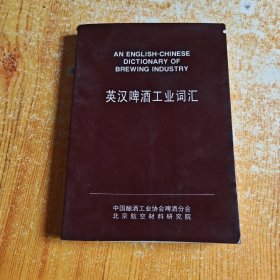 AN ENGLISH-CHINESE
DICTIONARY OF
BREWING INDUSTRY
英汉啤酒工业词汇
中国酿酒工业协会啤酒分会
北京航空材料研究院